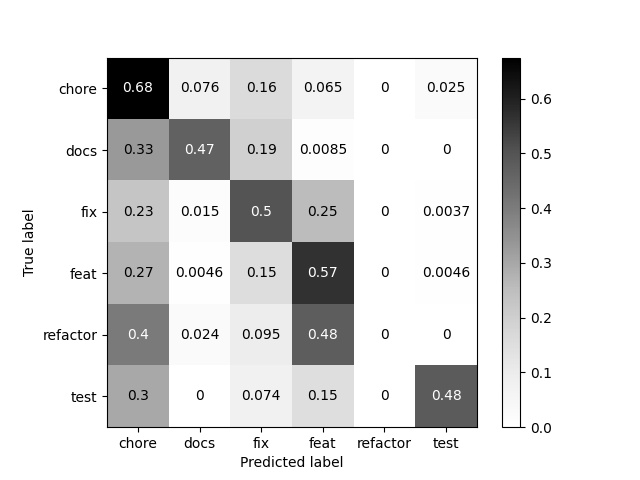 chore 0.68 0.076 0.16 0.065 0 0.025
docs 0.33 0.47 0.19 0.0085 0 0
fix 0.23 0.015 0.5 0.25 0 0.0037
feat 0.27 0.0046 0.15 0.57 0 0.0046
refactor 0.4 0.024 0.095 0.48 0 0
test 0.3 0 0.074 0.15 0 0.48
chore docs fix feat refactor test
Predicted label
True label
0.6
0.5
0.4
0.3
0.2
0.1
0.0